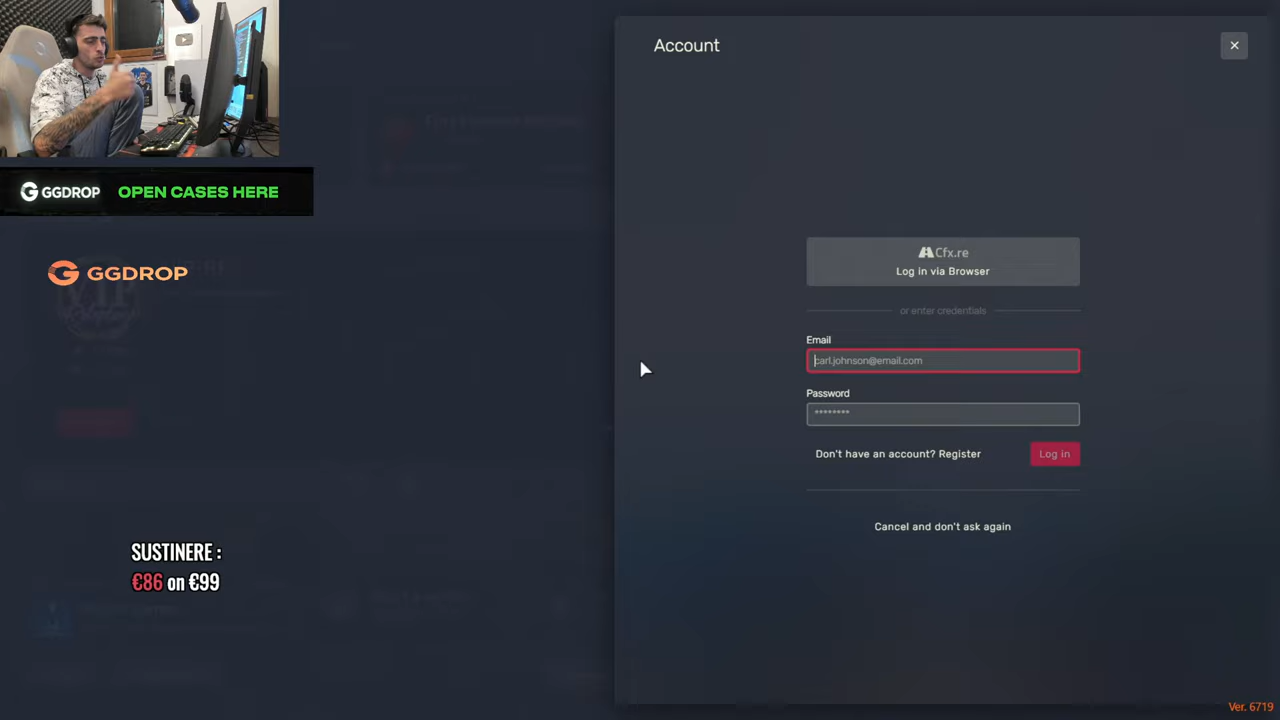 Account
GGDROP OPEN CASES HERE
GGDROP
Cfx.re
Log in via Browser
or enter credentials
Email
carl.johnson@email.com
Password
********
Don't have an account? Register
Log in
Cancel and don't ask again
SUSTINERE :
€86 on €99
Ver. 6719